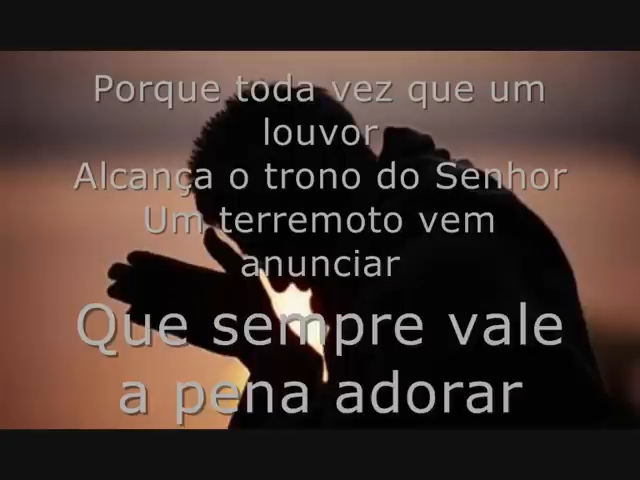 Porque toda vez que um
louvor
Alcança o trono do Senhor
Um terremoto vem
anunciar
Que sempre vale
a pena adorar